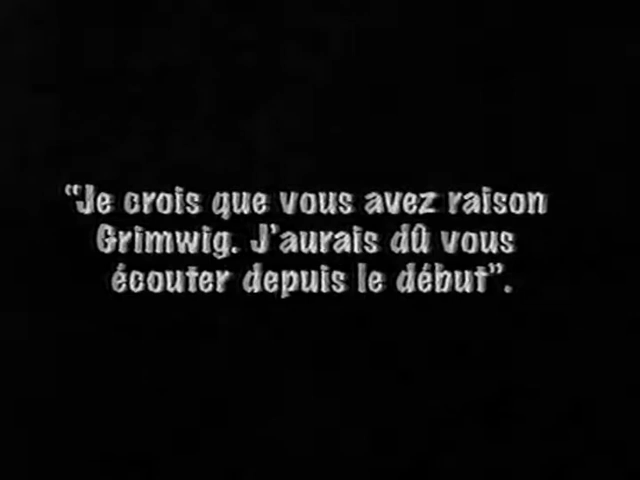 “Je crois que vous avez raison
Grimwig. J’aurais dû vous
écouter depuis le début”.